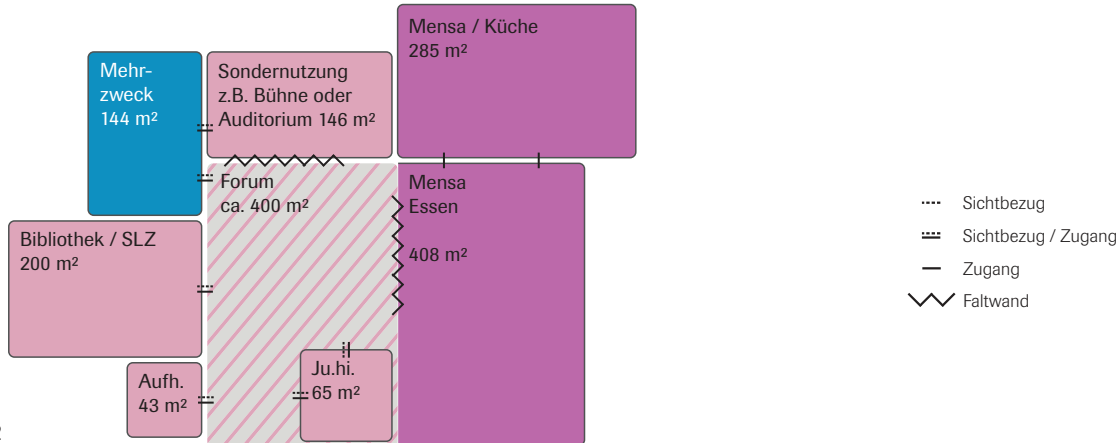 Mensa / Küche
285 m²
Mehr-
zweck
144 m²
Sondernutzung
z.B. Bühne oder
Auditorium 146 m²
Forum
ca. 400 m²
Mensa
Essen
408 m²
Bibliothek / SLZ
200 m²
Aufh.
43 m²
Ju.hi.
65 m²
Sichtbezug
Sichtbezug / Zugang
Zugang
Faltwand